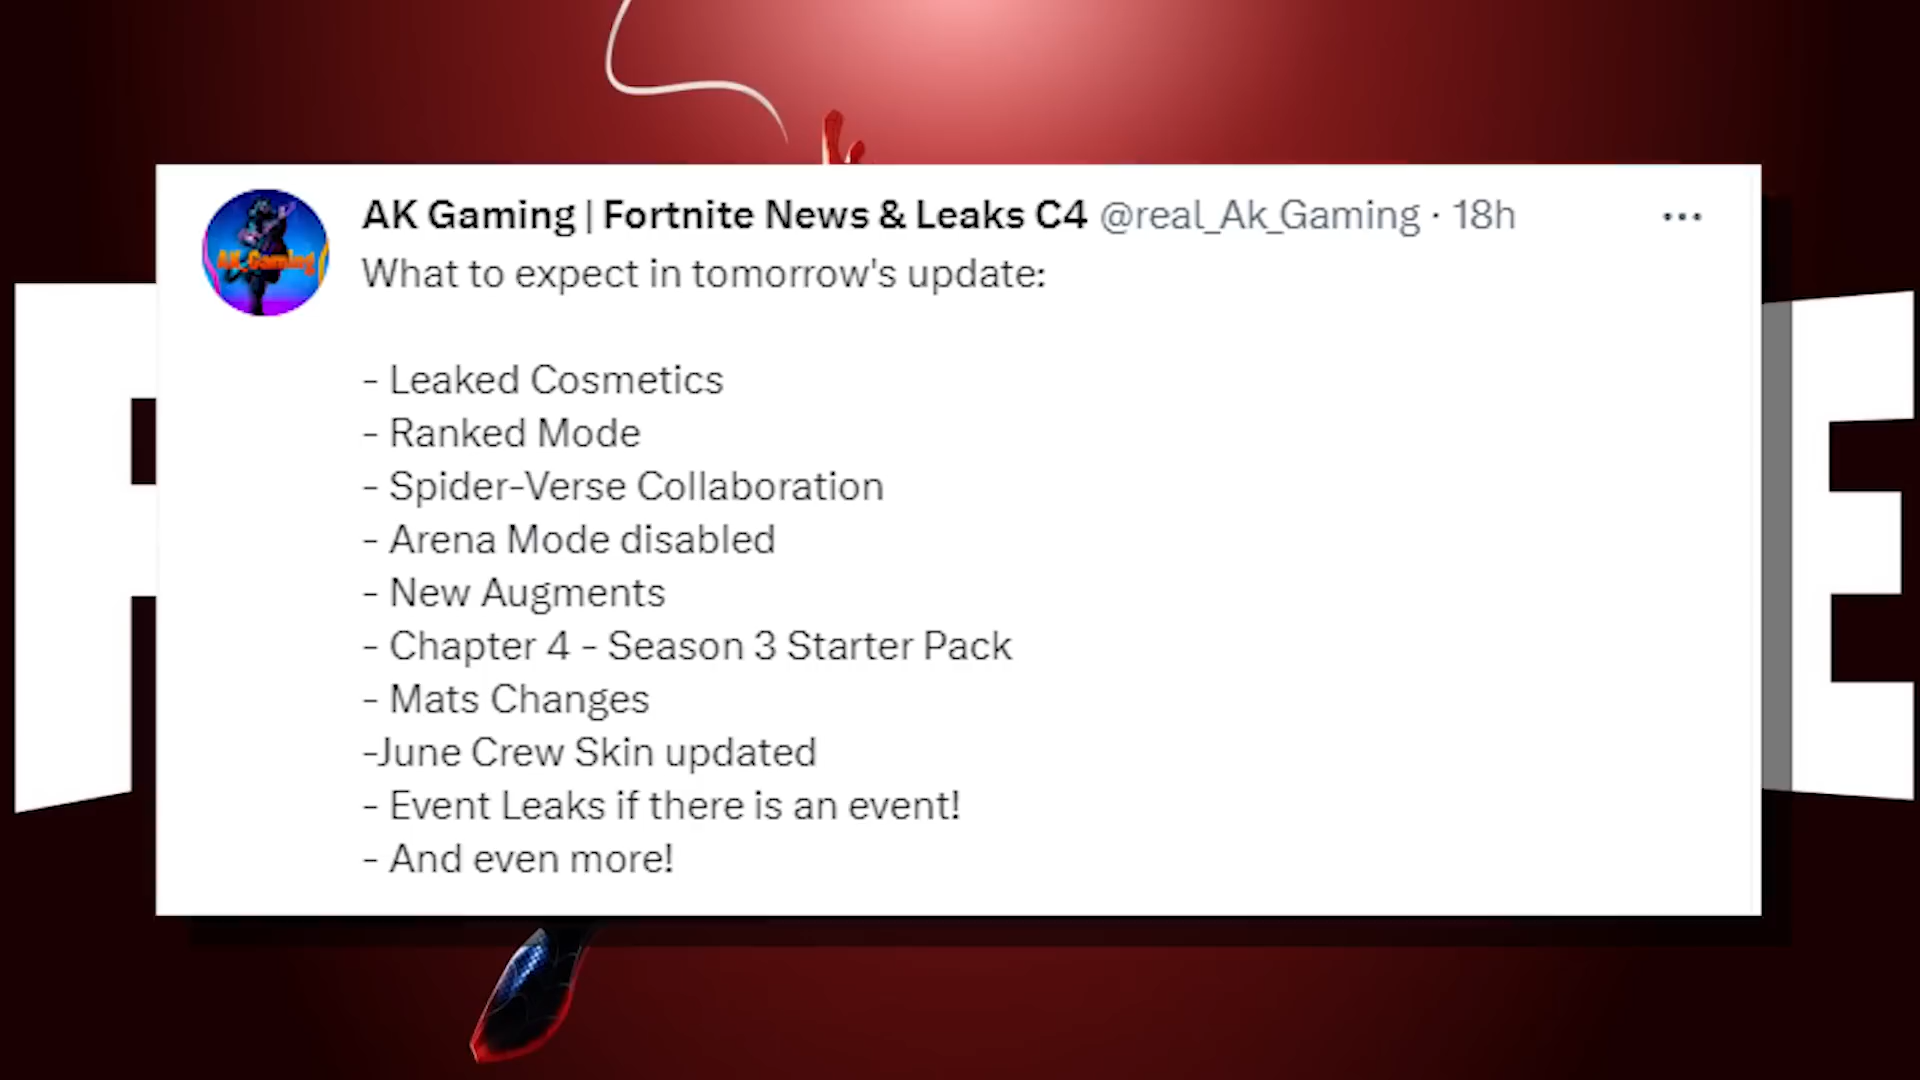 AK Gaming | Fortnite News & Leaks C4 @real_Ak_Gaming · 18h
AK_Gaming
What to expect in tomorrow's update:
- Leaked Cosmetics
- Ranked Mode
- Spider-Verse Collaboration
- Arena Mode disabled
- New Augments
- Chapter 4 - Season 3 Starter Pack
- Mats Changes
-June Crew Skin updated
- Event Leaks if there is an event!
- And even more!
E